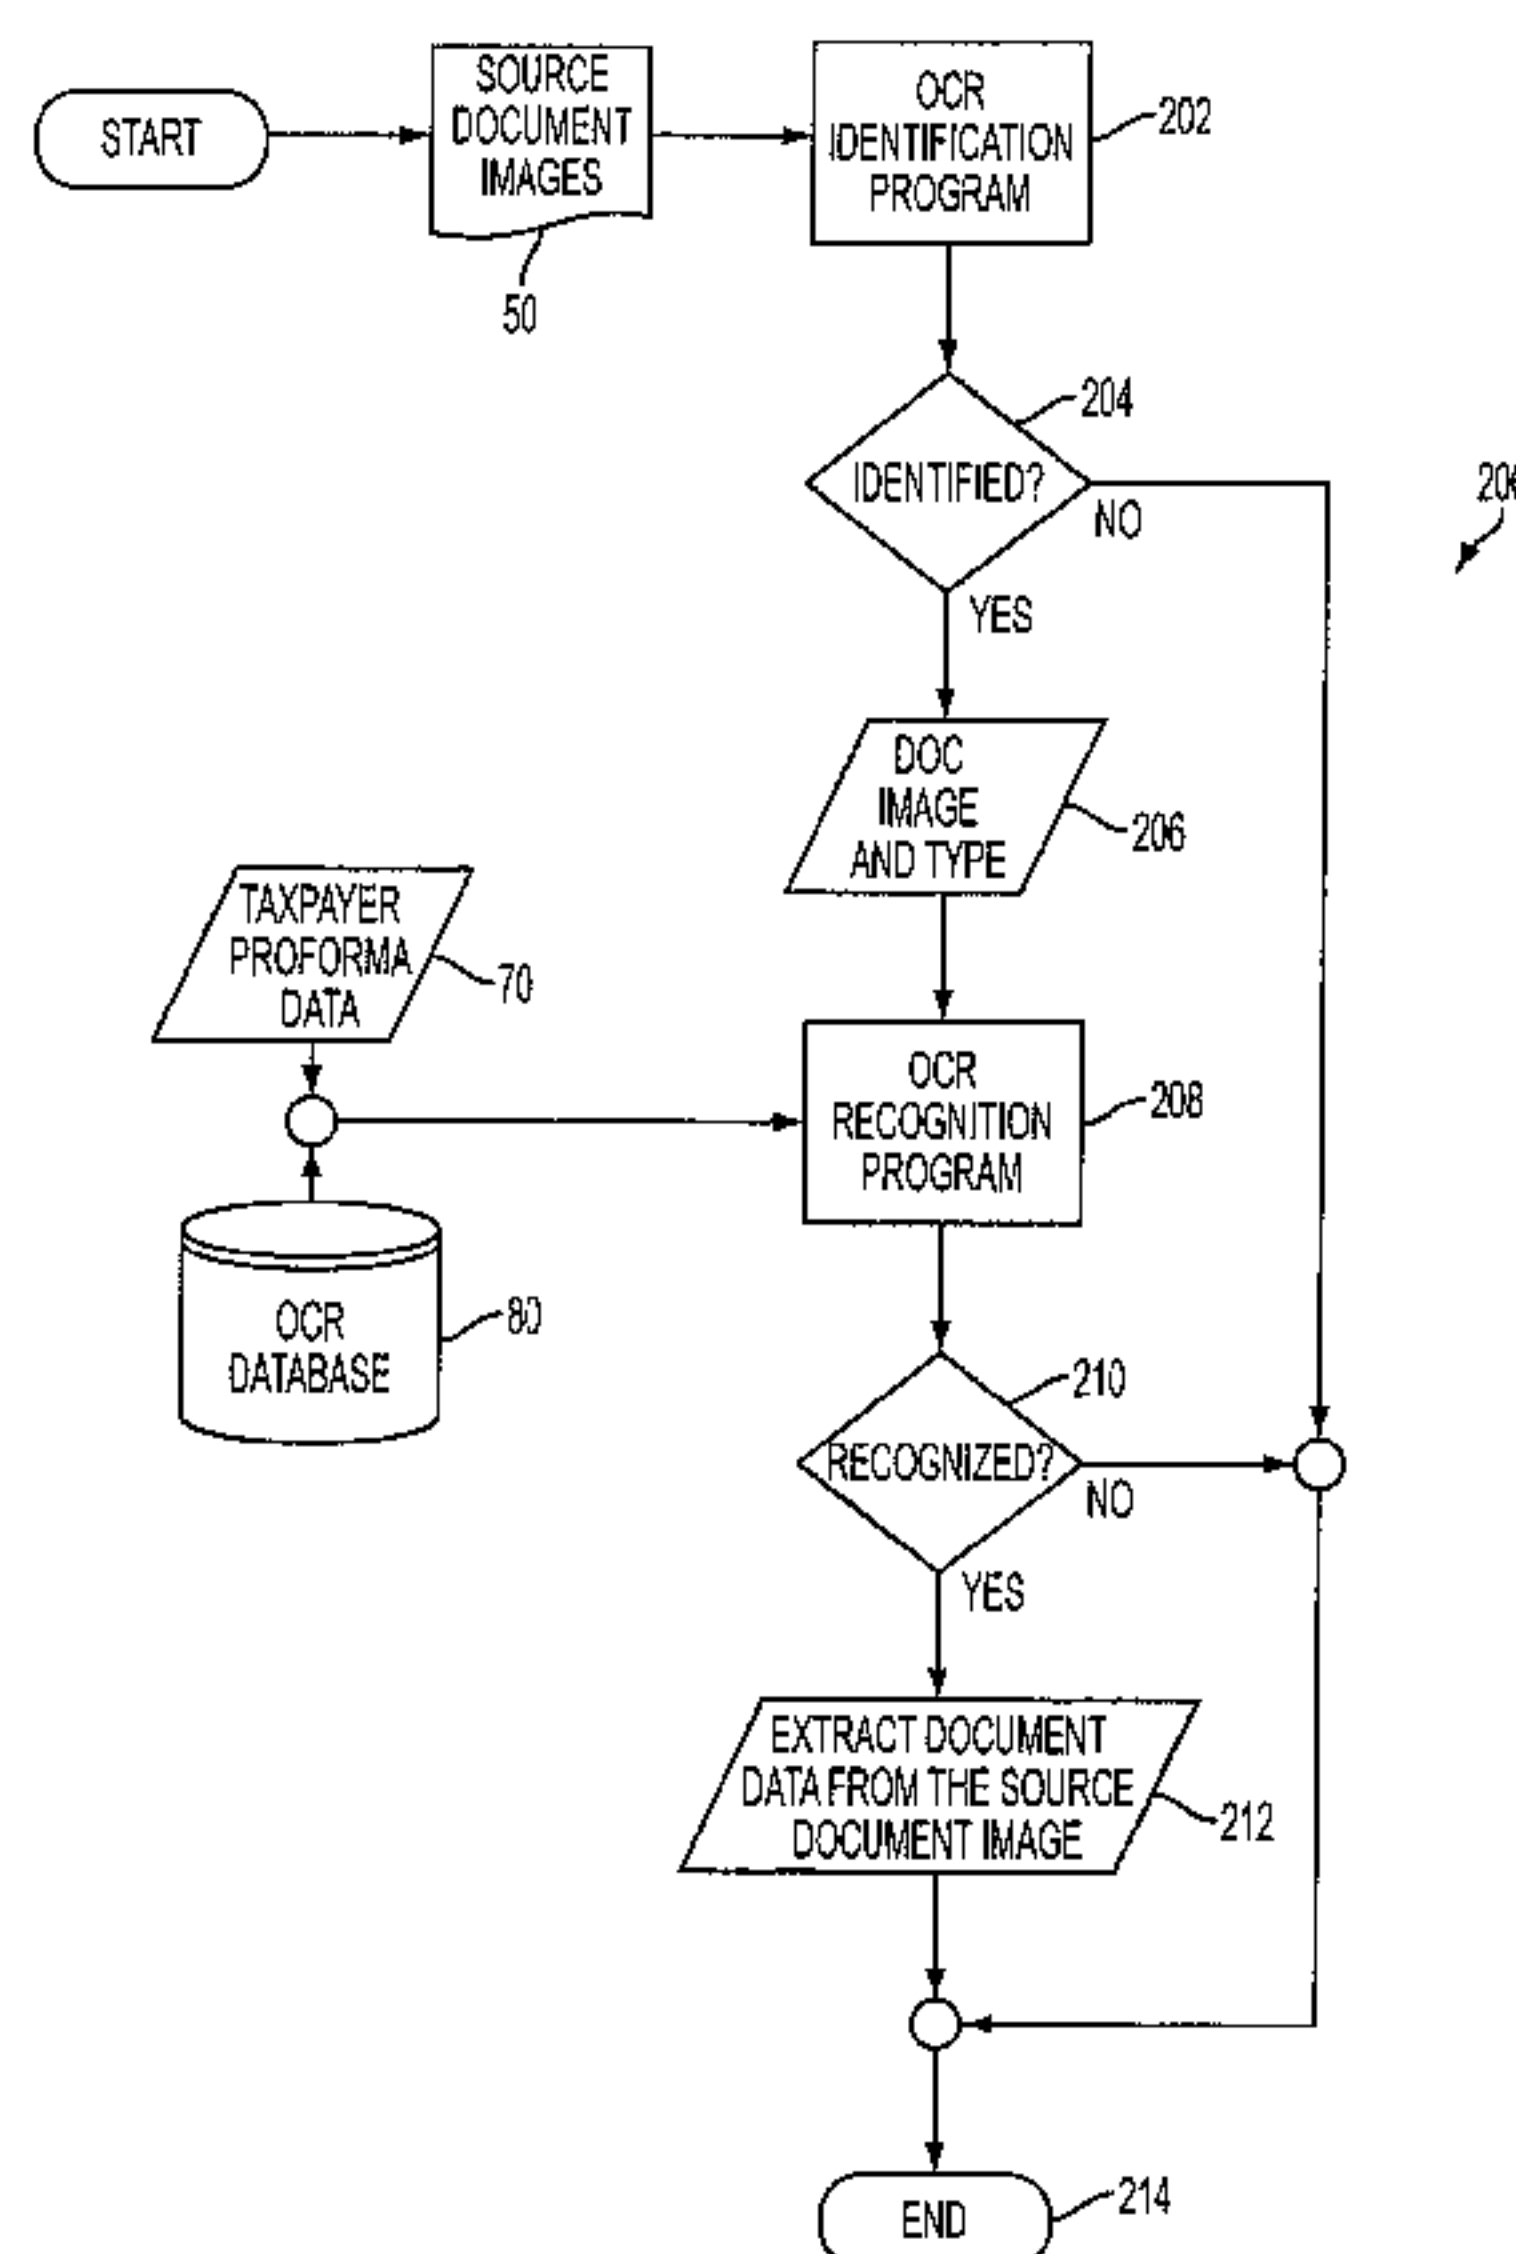 START
SOURCE
DOCUMENT
IMAGES
50
OCR
IDENTIFICATION
PROGRAM
202
IDENTIFIED?
204
NO
YES
DOC
IMAGE
AND TYPE
206
TAXPAYER
PROFORMA
DATA
70
OCR
DATABASE
80
OCR
RECOGNITION
PROGRAM
208
RECOGNIZED?
210
NO
YES
EXTRACT DOCUMENT
DATA FROM THE SOURCE
DOCUMENT IMAGE
212
END
214